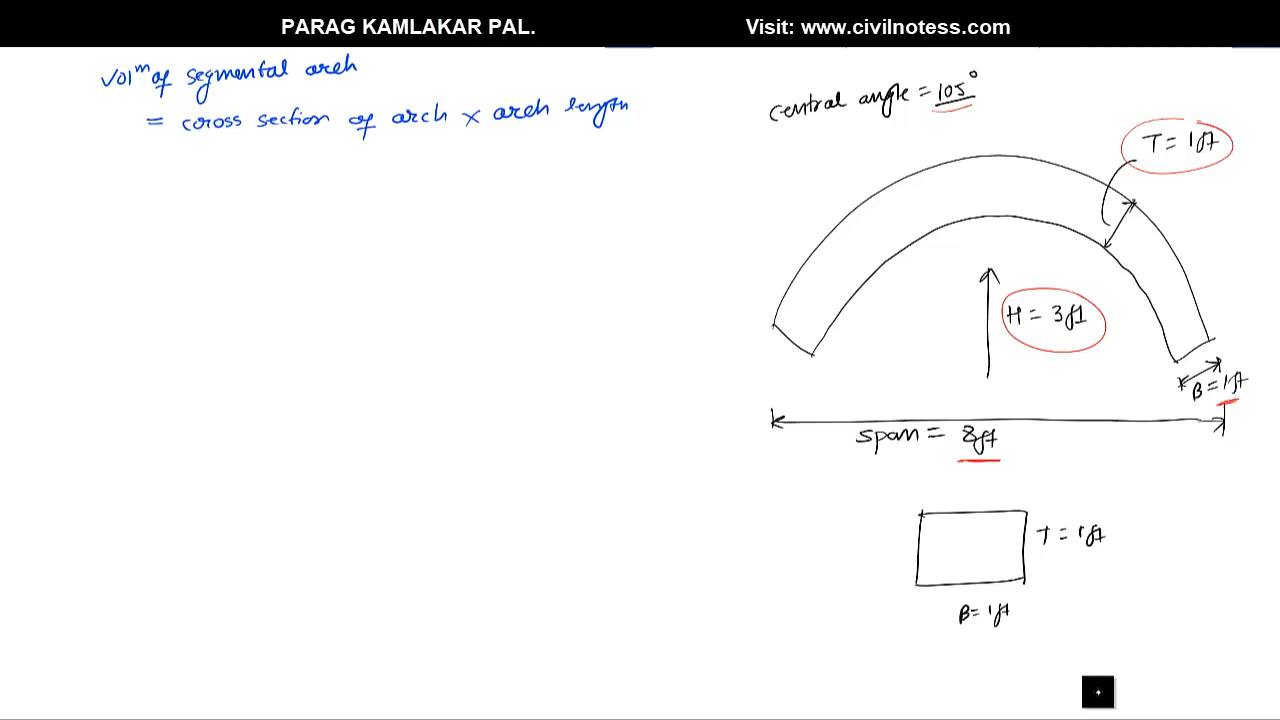 PARAG KAMLAKAR PAL. Visit: www.civilnotess.com
volᵐ of segmental arch
= cross section of arch × arch length
central angle = 105°
T = 1ft
H = 3ft
B = 1ft
span = 8ft
T = 1ft
B = 1ft